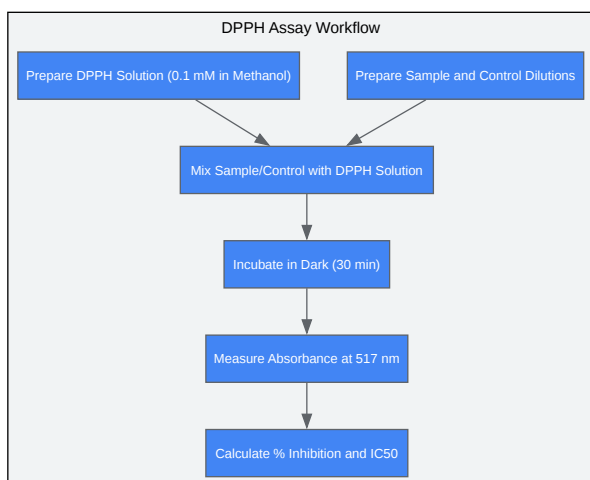 DPPH Assay Workflow
Prepare DPPH Solution (0.1 mM in Methanol)
Prepare Sample and Control Dilutions
Mix Sample/Control with DPPH Solution
Incubate in Dark (30 min)
Measure Absorbance at 517 nm
Calculate % Inhibition and IC50